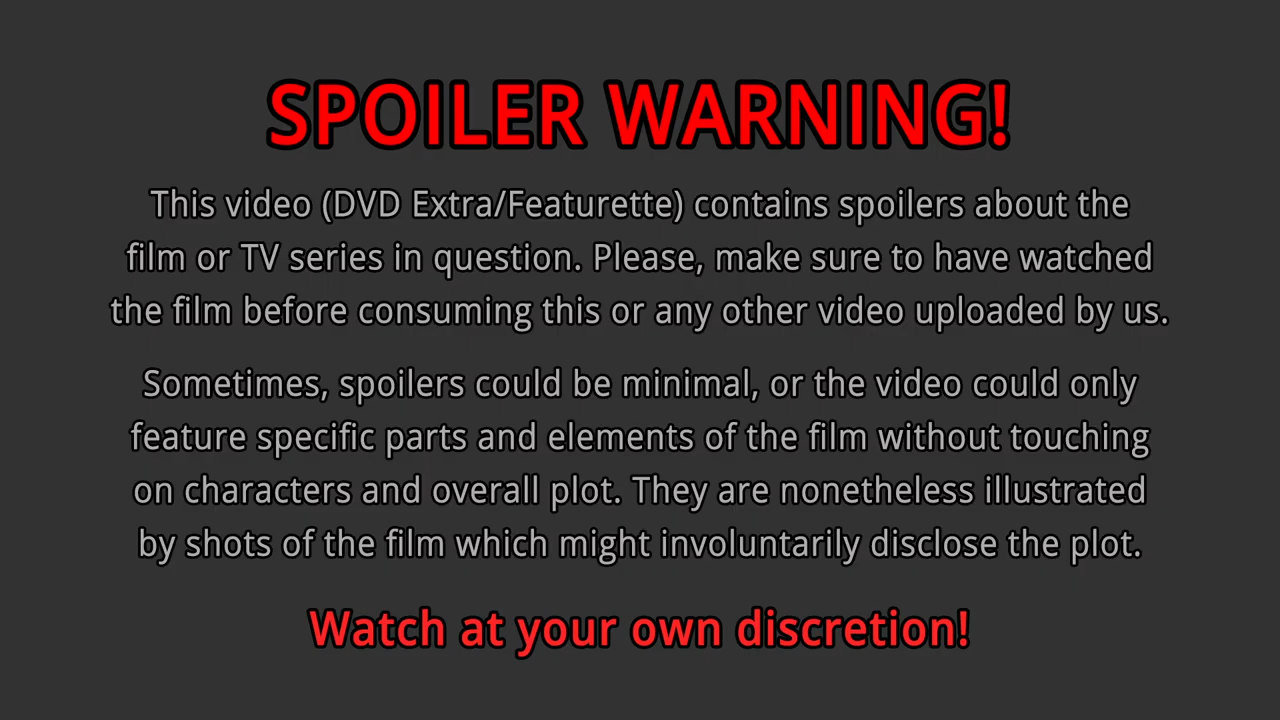 SPOILER WARNING!
This video (DVD Extra/Featurette) contains spoilers about the
film or TV series in question. Please, make sure to have watched
the film before consuming this or any other video uploaded by us.
Sometimes, spoilers could be minimal, or the video could only
feature specific parts and elements of the film without touching
on characters and overall plot. They are nonetheless illustrated
by shots of the film which might involuntarily disclose the plot.
Watch at your own discretion!